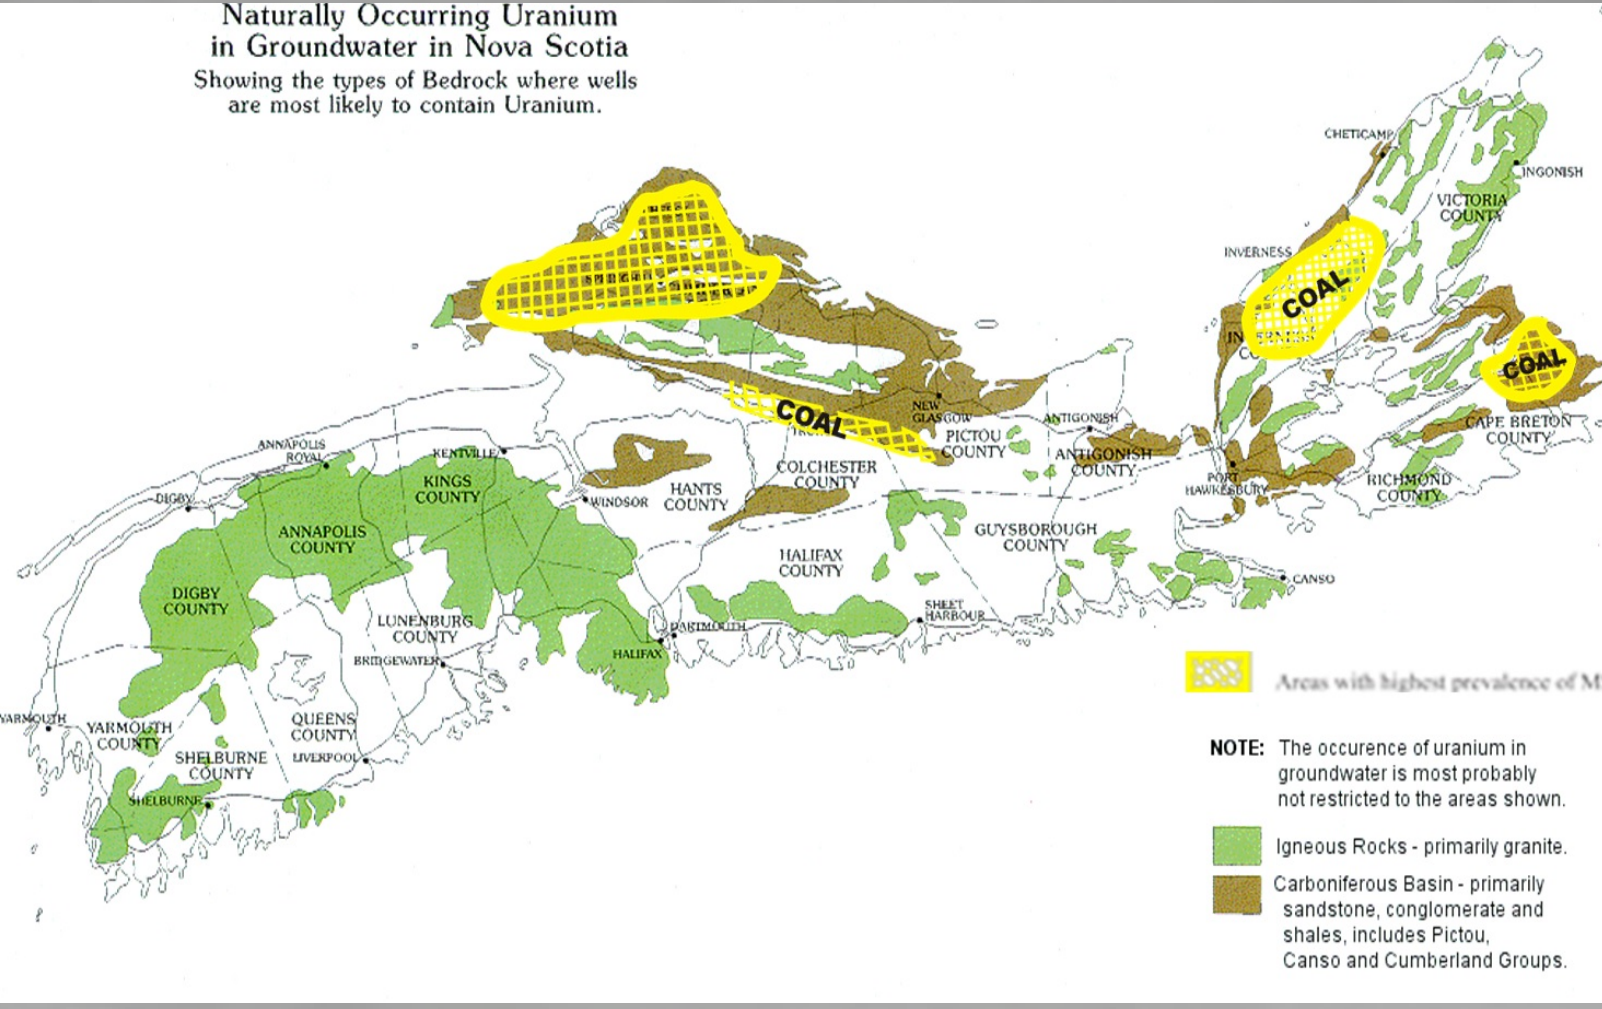 Naturally Occurring Uranium
in Groundwater in Nova Scotia
Showing the types of Bedrock where wells
are most likely to contain Uranium.
CHETICAMP
INGONISH
VICTORIA
COUNTY
INVERNESS
COAL
IN
CO
COAL
CAPE BRETON
COUNTY
RICHMOND
COUNTY
PORT
HAWKESBURY
COAL
NEW
GLASGOW
PICTOU
COUNTY
ANTIGONISH
ANTIGONISH
COUNTY
COLCHESTER
COUNTY
ANNAPOLIS
ROYAL
KENTVILLE
KINGS
COUNTY
WINDSOR
HANTS
COUNTY
DIGBY
ANNAPOLIS
COUNTY
GUYSBOROUGH
COUNTY
HALIFAX
COUNTY
CANSO
DIGBY
COUNTY
SHEET
HARBOUR
LUNENBURG
COUNTY
DARTMOUTH
HALIFAX
BRIDGEWATER
YARMOUTH
YARMOUTH
COUNTY
QUEENS
COUNTY
SHELBURNE
COUNTY
LIVERPOOL
SHELBURNE
Areas with highest prevalence of M
NOTE: The occurence of uranium in
groundwater is most probably
not restricted to the areas shown.
Igneous Rocks - primarily granite.
Carboniferous Basin - primarily
sandstone, conglomerate and
shales, includes Pictou,
Canso and Cumberland Groups.